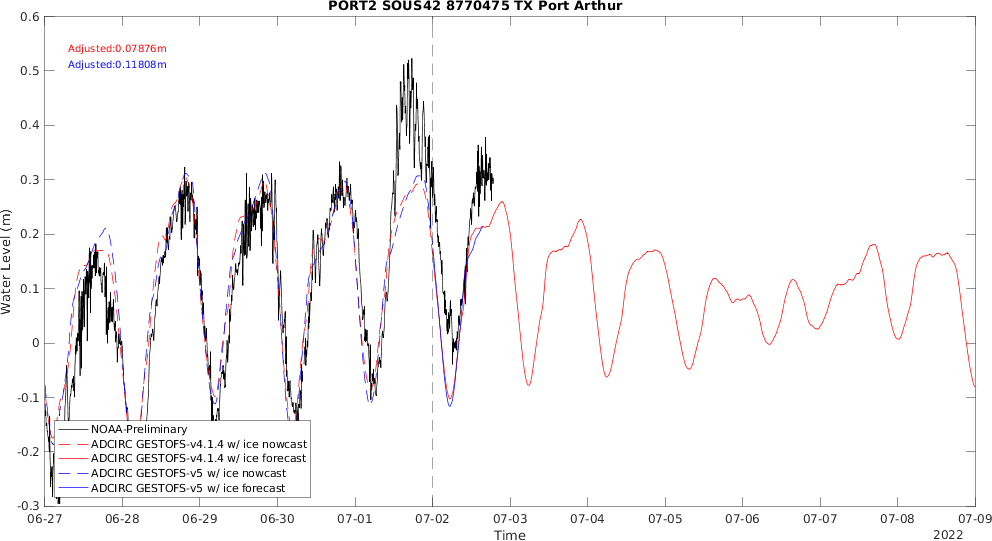 PORT2 SOUS42 8770475 TX Port Arthur
Adjusted:0.07876m
Adjusted:0.11808m
Water Level (m)
0.6
0.5
0.4
0.3
0.2
0.1
0
-0.1
-0.2
-0.3
NOAA-Preliminary
ADCIRC GESTOFS-v4.1.4 w/ ice nowcast
ADCIRC GESTOFS-v4.1.4 w/ ice forecast
ADCIRC GESTOFS-v5 w/ ice nowcast
ADCIRC GESTOFS-v5 w/ ice forecast
06-27 06-28 06-29 06-30 07-01 07-02 07-03 07-04 07-05 07-06 07-07 07-08 07-09
Time
2022